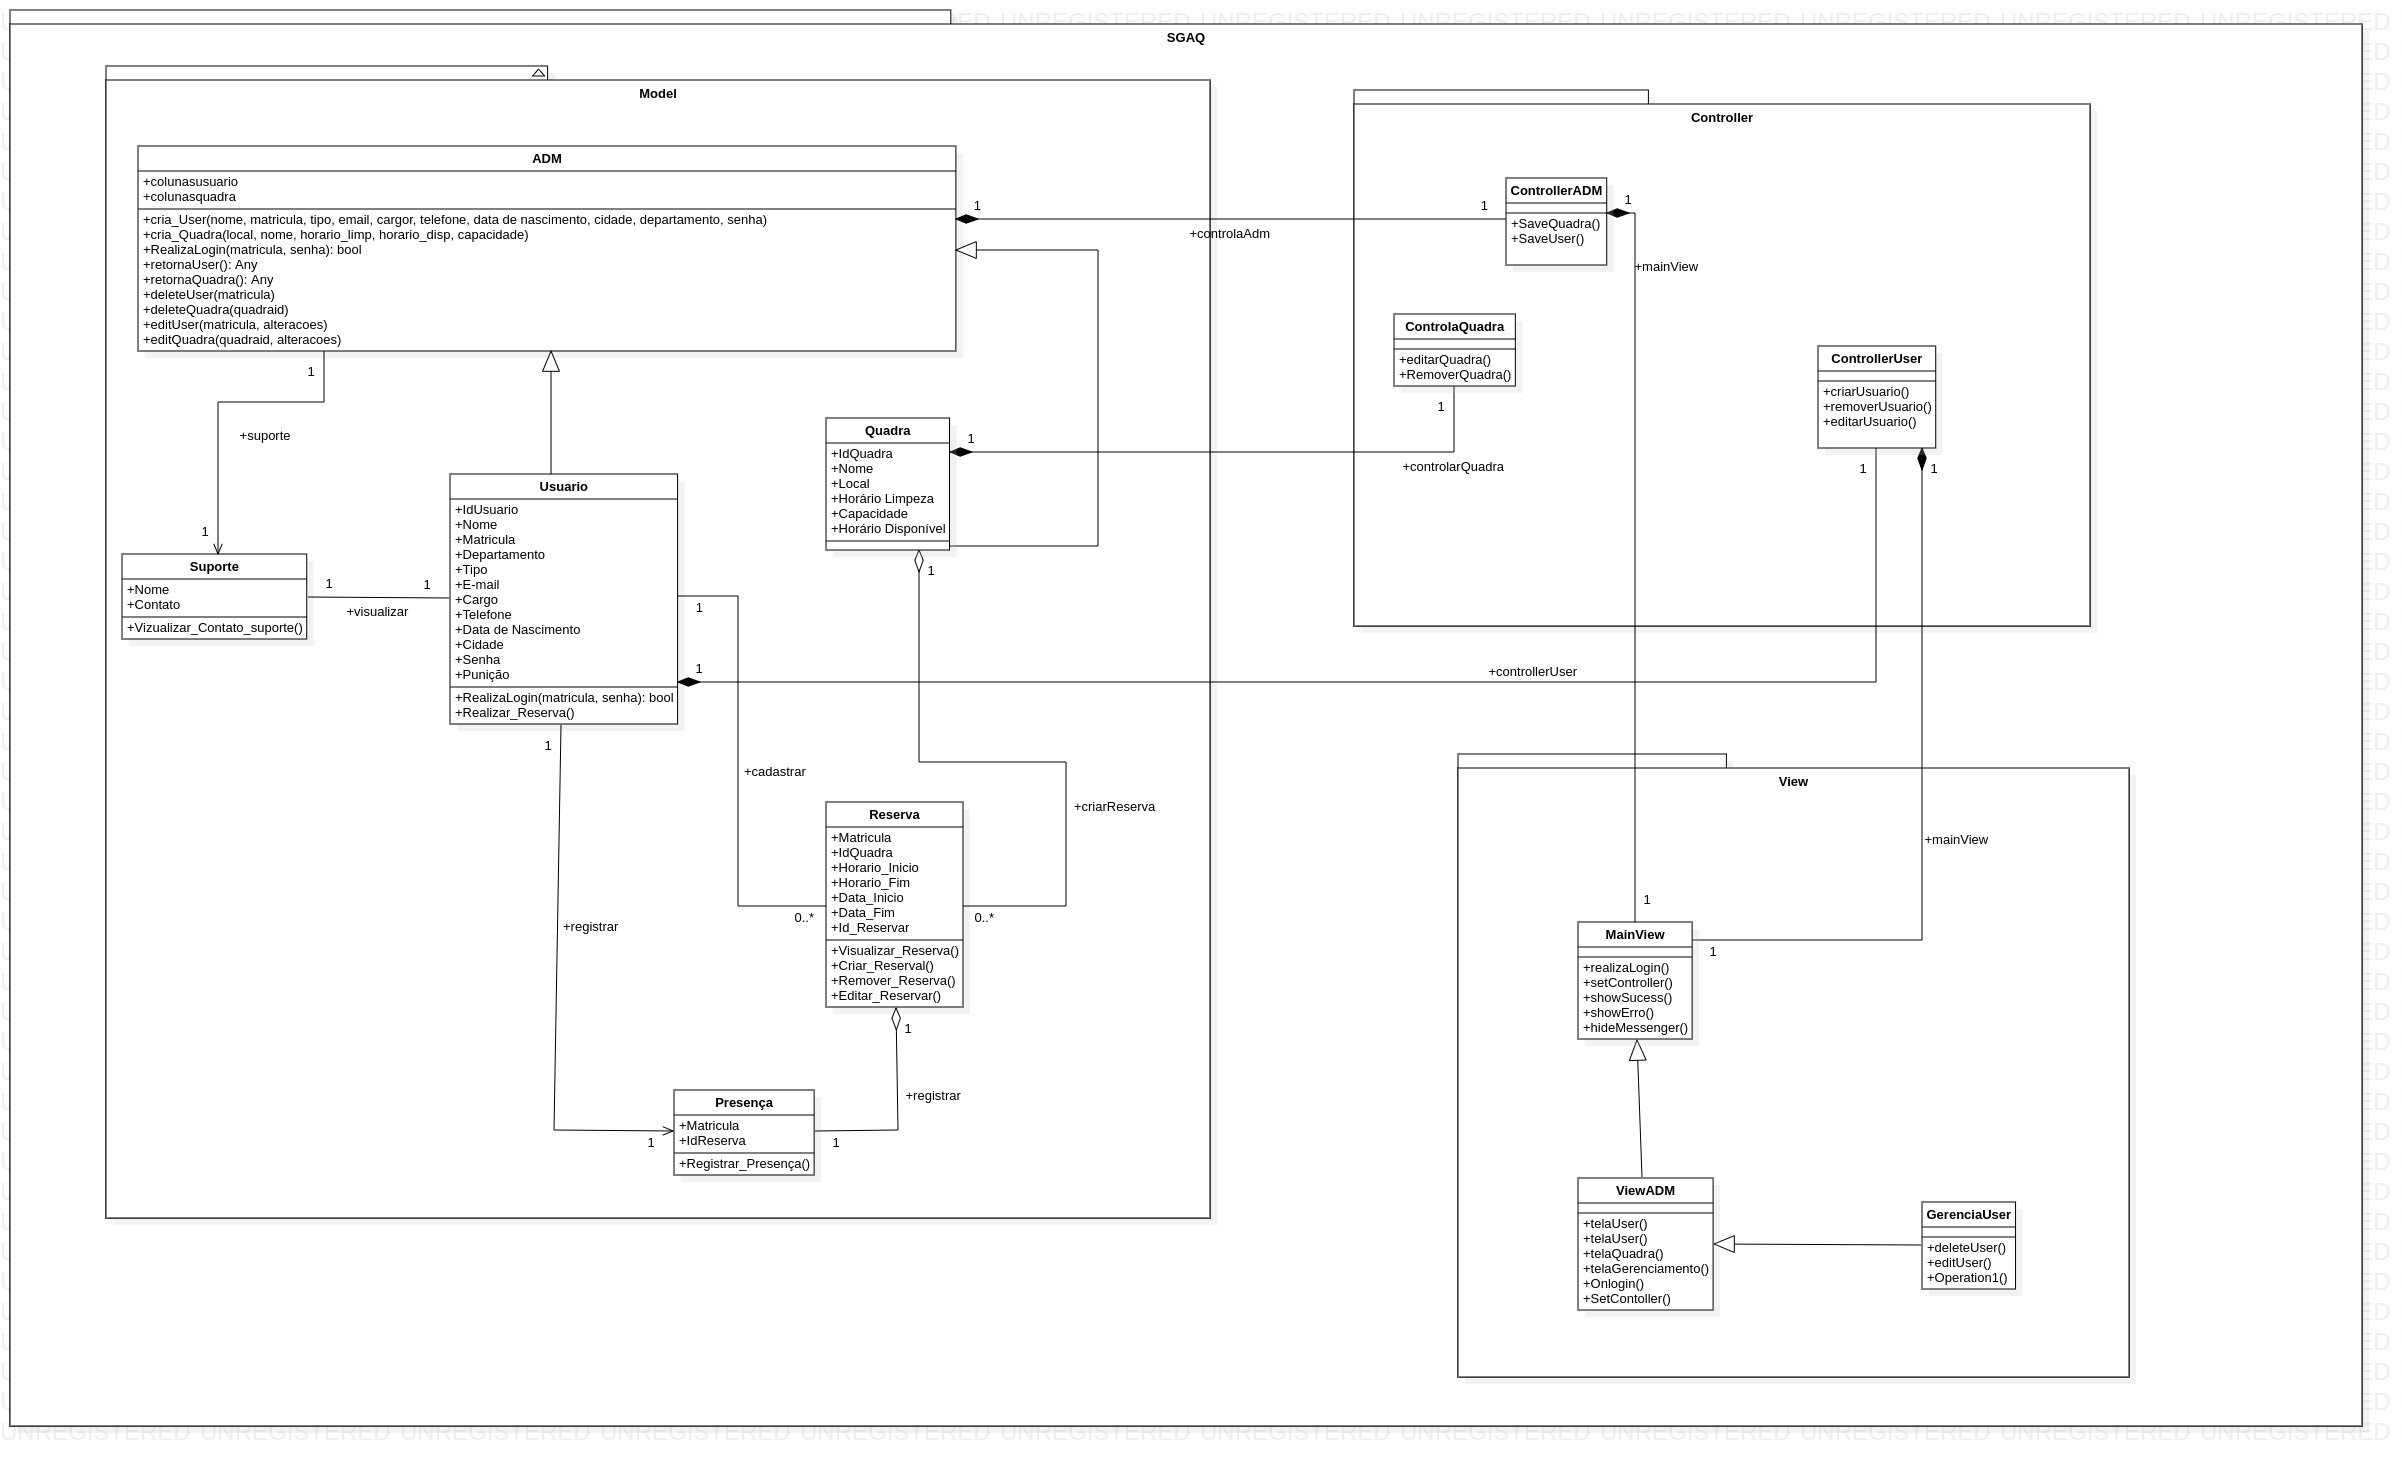 SGAQ
Model
ADM
+colunasusuario
+colunasquadra
+cria_User(nome, matricula, tipo, email, cargor, telefone, data de nascimento, cidade, departamento, senha)
+cria_Quadra(local, nome, horario_limp, horario_disp, capacidade)
+RealizaLogin(matricula, senha): bool
+retornaUser(): Any
+retornaQuadra(): Any
+deleteUser(matricula)
+deleteQuadra(quadraid)
+editUser(matricula, alteracoes)
+editQuadra(quadraid, alteracoes)
1
1
+controlaAdm
1
+suporte
1
Suporte
+Nome
+Contato
+Vizualizar_Contato_suporte()
1
1
+visualizar
Usuario
+IdUsuario
+Nome
+Matricula
+Departamento
+Tipo
+E-mail
+Cargo
+Telefone
+Data de Nascimento
+Cidade
+Senha
+Punição
+RealizaLogin(matricula, senha): bool
+Realizar_Reserva()
1
1
+controllerUser
1
+cadastrar
0..*
1
+registrar
1
Quadra
+IdQuadra
+Nome
+Local
+Horário Limpeza
+Capacidade
+Horário Disponível
1
+controlarQuadra
1
1
+criarReserva
0..*
Reserva
+Matricula
+IdQuadra
+Horario_Inicio
+Horario_Fim
+Data_Inicio
+Data_Fim
+Id_Reservar
+Visualizar_Reserva()
+Criar_Reserval()
+Remover_Reserva()
+Editar_Reservar()
1
+registrar
1
Presença
+Matricula
+IdReserva
+Registrar_Presença()
Controller
ControllerADM
+SaveQuadra()
+SaveUser()
1
+mainView
ControlaQuadra
+editarQuadra()
+RemoverQuadra()
ControllerUser
+criarUsuario()
+removerUsuario()
+editarUsuario()
1
1
View
+mainView
1
1
MainView
+realizaLogin()
+setController()
+showSucess()
+showErro()
+hideMessenger()
ViewADM
+telaUser()
+telaUser()
+telaQuadra()
+telaGerenciamento()
+Onlogin()
+SetContoller()
GerenciaUser
+deleteUser()
+editUser()
+Operation1()
UNREGISTERED UNREGISTERED UNREGISTERED UNREGISTERED UNREGISTERED UNREGISTERED UNREGISTERED UNREGISTERED UNREGISTERED UNREGISTERED UNREGISTERED UNREGISTERED